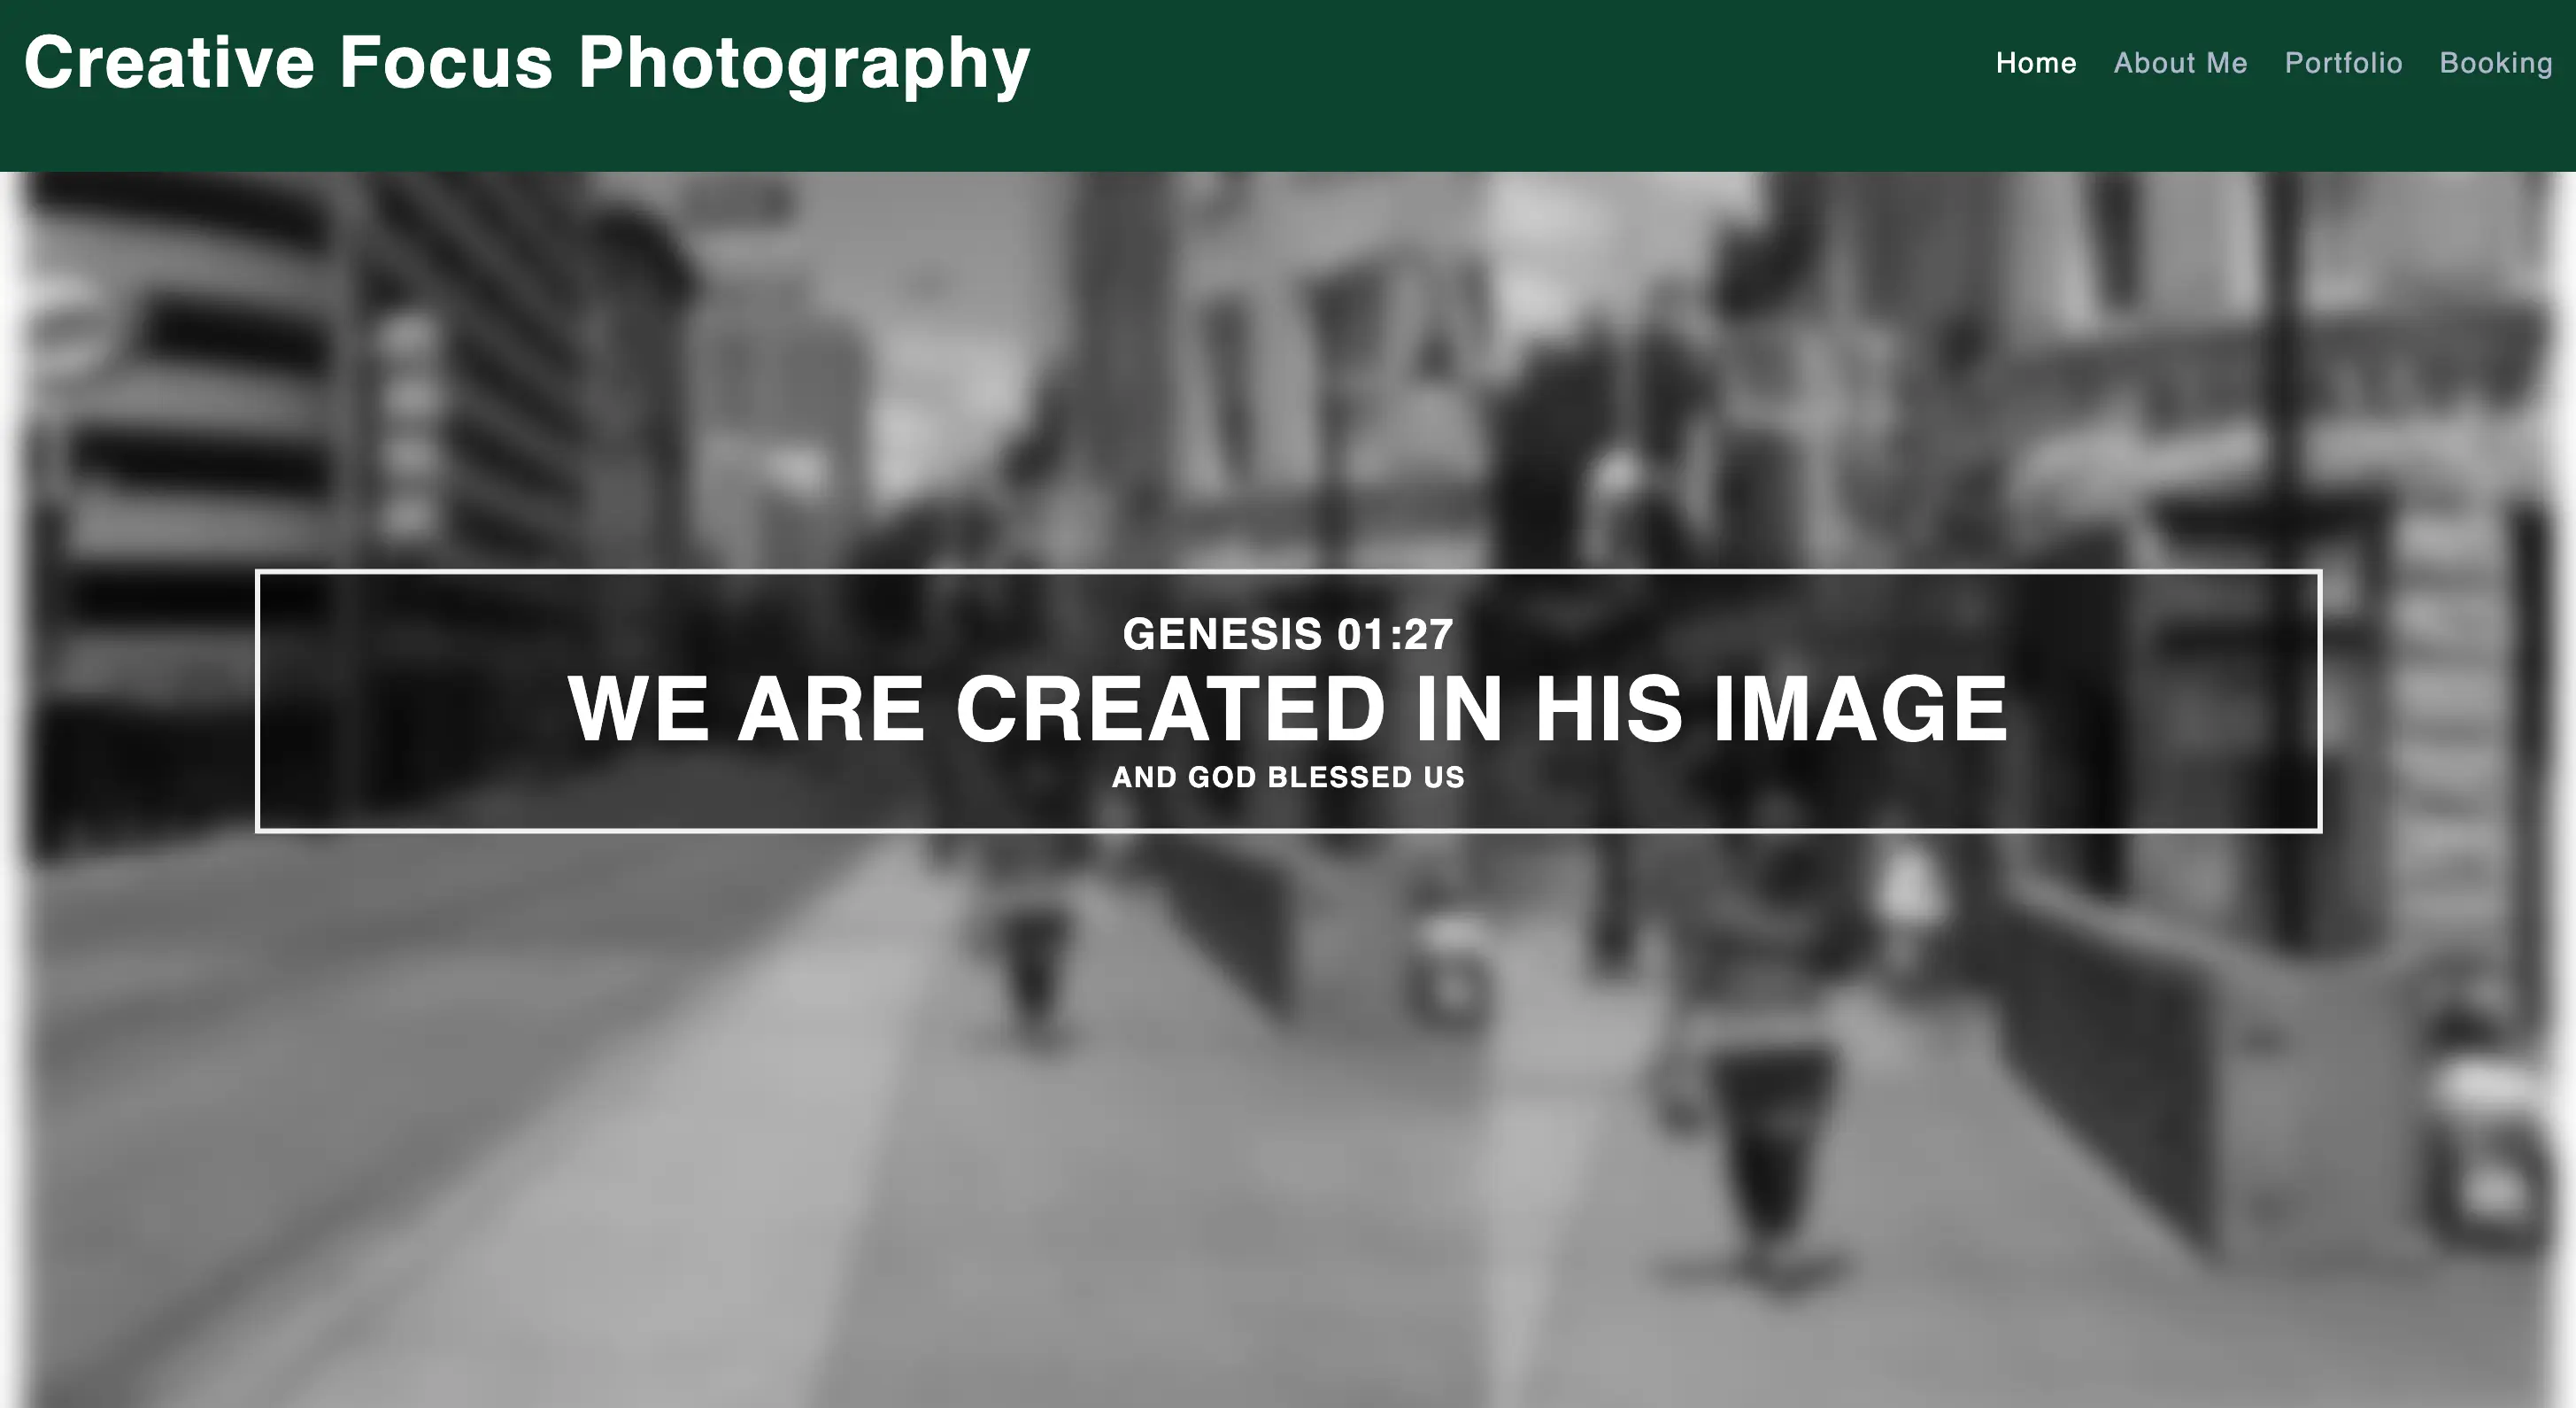 Creative Focus Photography
Home About Me Portfolio Booking
GENESIS 01:27
WE ARE CREATED IN HIS IMAGE
AND GOD BLESSED US